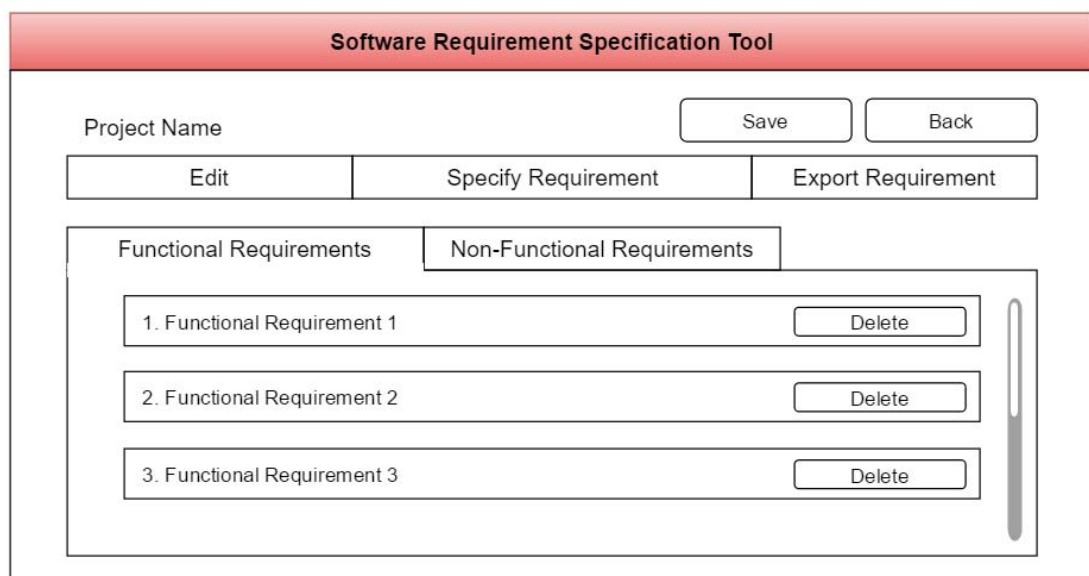 Software Requirement Specification Tool
Project Name
Save
Back
Edit
Specify Requirement
Export Requirement
Functional Requirements
Non-Functional Requirements
1. Functional Requirement 1
Delete
2. Functional Requirement 2
Delete
3. Functional Requirement 3
Delete